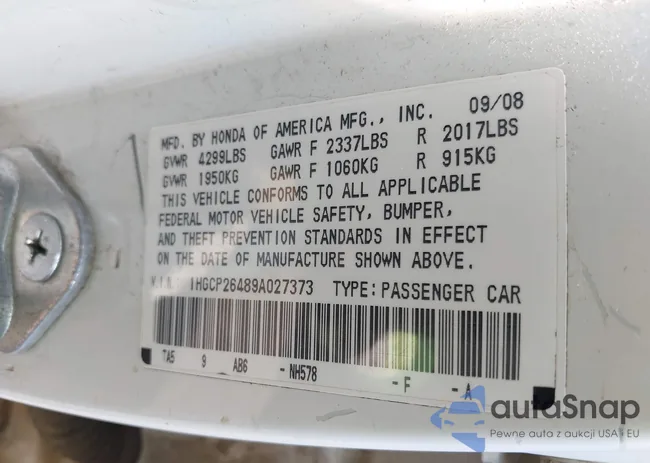 MFD. BY HONDA OF AMERICA MFG., INC. 09/08
GVWR 4299LBS GAWR F 2337LBS R 2017LBS
GVWR 1950KG GAWR F 1060KG R 915KG
THIS VEHICLE CONFORMS TO ALL APPLICABLE
FEDERAL MOTOR VEHICLE SAFETY, BUMPER,
AND THEFT PREVENTION STANDARDS IN EFFECT
ON THE DATE OF MANUFACTURE SHOWN ABOVE.
V.I.N. 1HGCP26489A027373 TYPE: PASSENGER CAR
TA5 9 AB6 - NH578 - F - A
autoSnap
Pewne auta z aukcji USA i EU